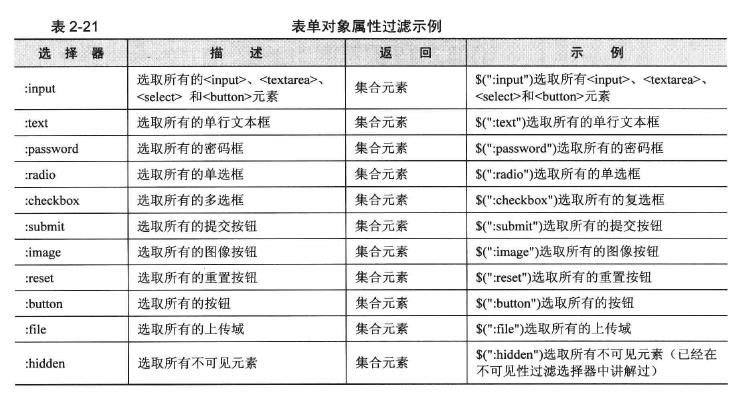 表 2-21 表单对象属性过滤示例
选择器 描述 返回 示例
:input 选取所有的<input>、<textarea>、 集合元素 $(":input")选取所有<input>、<textarea>、
<select> 和<button>元素 <select>和<button>元素
:text 选取所有的单行文本框 集合元素 $(":text")选取所有的单行文本框
:password 选取所有的密码框 集合元素 $(":password")选取所有的密码框
:radio 选取所有的单选框 集合元素 $(":radio")选取所有的单选框
:checkbox 选取所有的多选框 集合元素 $(":checkbox")选取所有的复选框
:submit 选取所有的提交按钮 集合元素 $(":submit")选取所有的提交按钮
:image 选取所有的图像按钮 集合元素 $(":image")选取所有的图像按钮
:reset 选取所有的重置按钮 集合元素 $(":reset")选取所有的重置按钮
:button 选取所有的按钮 集合元素 $(":button")选取所有的按钮
:file 选取所有的上传域 集合元素 $(":file")选取所有的上传域
:hidden 选取所有不可见元素 集合元素 $(":hidden")选取所有不可见元素（已经在
不可见性过滤选择器中讲解过）